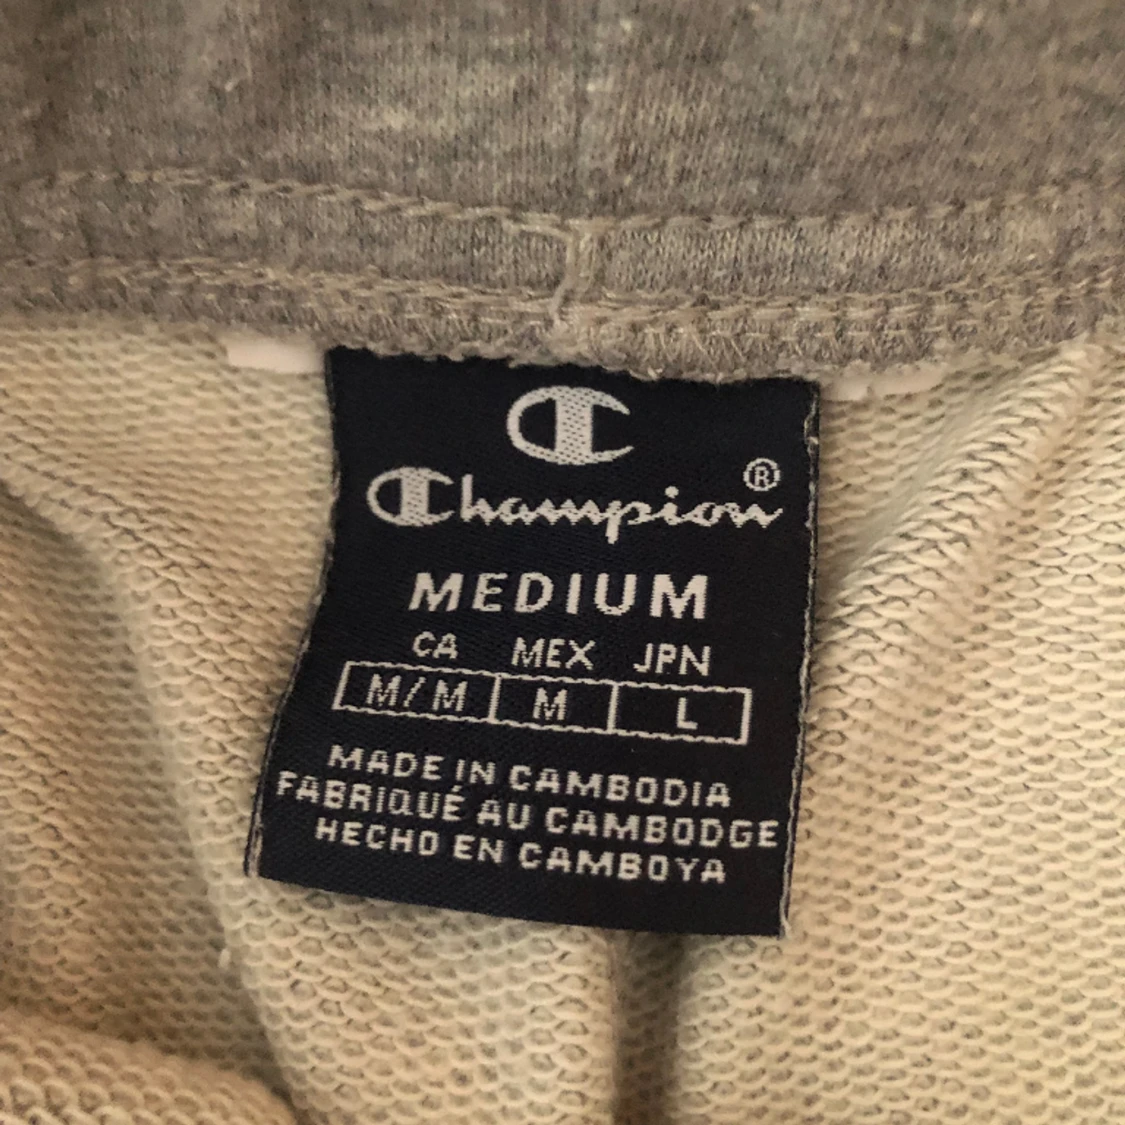 C
Champion®
MEDIUM
CA MEX JPN
M/M M L
MADE IN CAMBODIA
FABRIQUÉ AU CAMBODGE
HECHO EN CAMBOYA